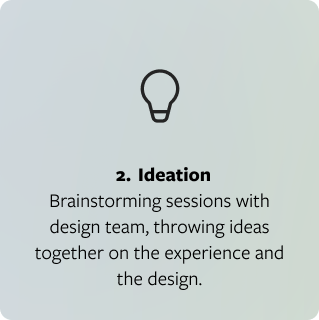 2. Ideation
Brainstorming sessions with
design team, throwing ideas
together on the experience and
the design.